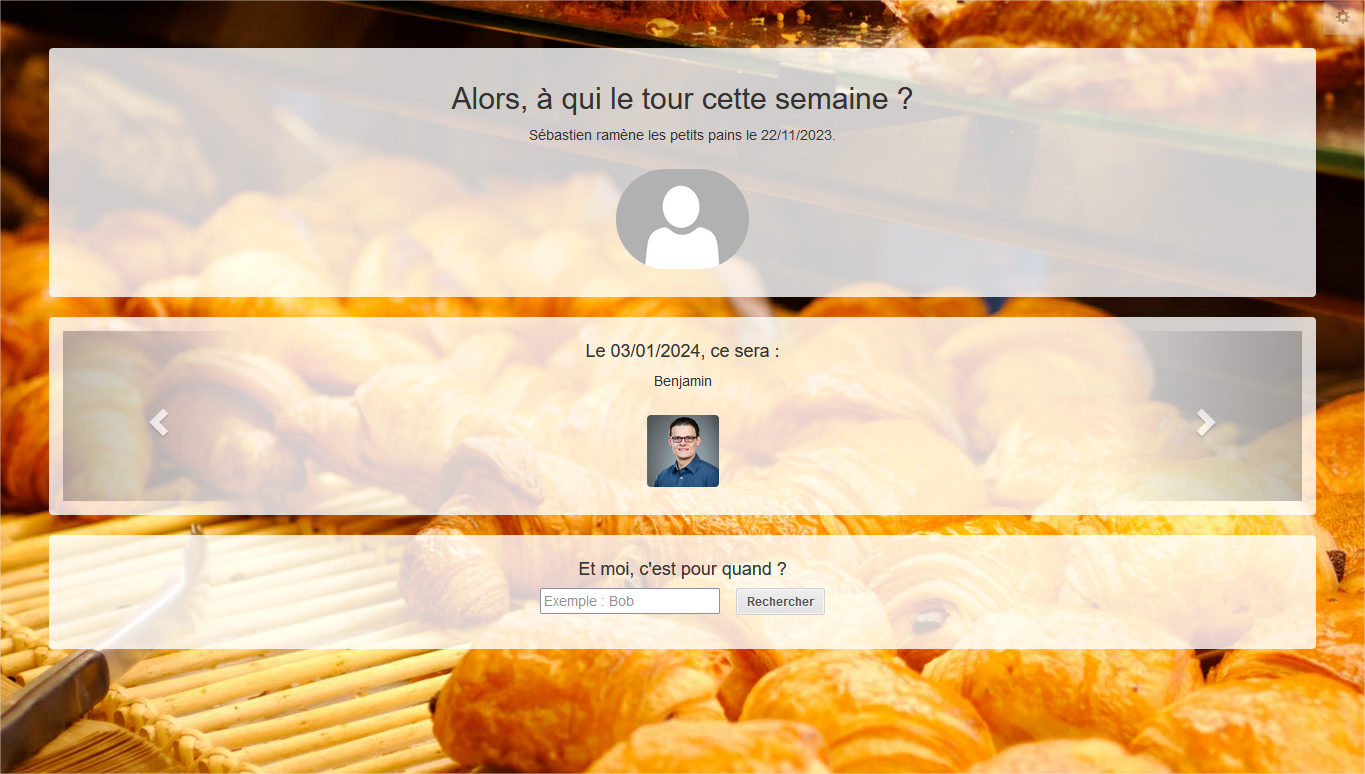 Alors, à qui le tour cette semaine ?
Sébastien ramène les petits pains le 22/11/2023.
Le 03/01/2024, ce sera :
Benjamin
Et moi, c'est pour quand ?
Exemple : Bob
Rechercher